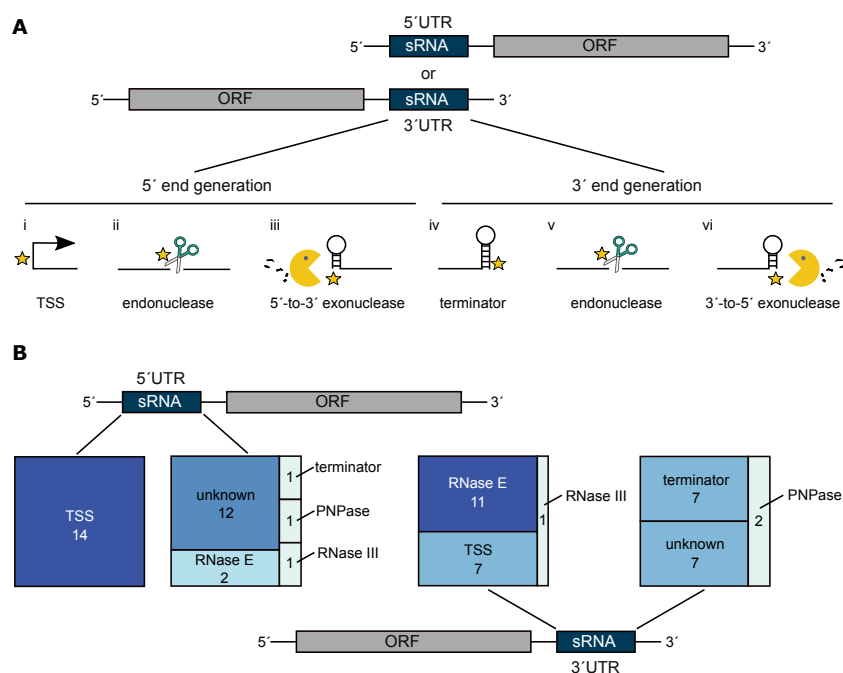 A
5´UTR
5´ sRNA ORF 3´
or
5´ ORF sRNA 3´
3´UTR
5´ end generation 3´ end generation
i ii iii iv v vi
TSS endonuclease 5´-to-3´ exonuclease terminator endonuclease 3´-to-5´ exonuclease
B
5´UTR
5´ sRNA ORF 3´
TSS
14
unknown
12
RNase E
2
1 terminator
1 PNPase
1 RNase III
RNase E
11
TSS
7
1 RNase III
terminator
7
unknown
7
2 PNPase
5´ ORF sRNA 3´
3´UTR